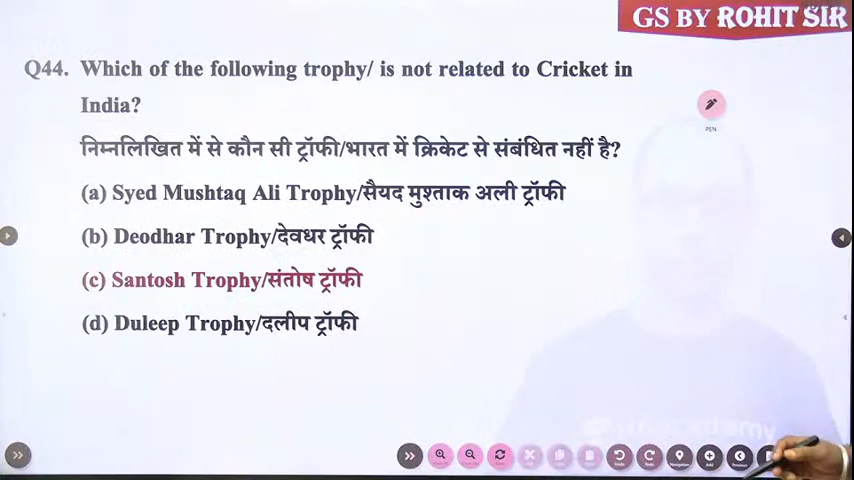 GS BY ROHIT SIR
Q44. Which of the following trophy/ is not related to Cricket in
India?
निम्नलिखित में से कौन सी ट्रॉफी/भारत में क्रिकेट से संबंधित नहीं है?
(a) Syed Mushtaq Ali Trophy/सैयद मुश्ताक अली ट्रॉफी
(b) Deodhar Trophy/देवधर ट्रॉफी
(c) Santosh Trophy/संतोष ट्रॉफी
(d) Duleep Trophy/दलीप ट्रॉफी
PEN